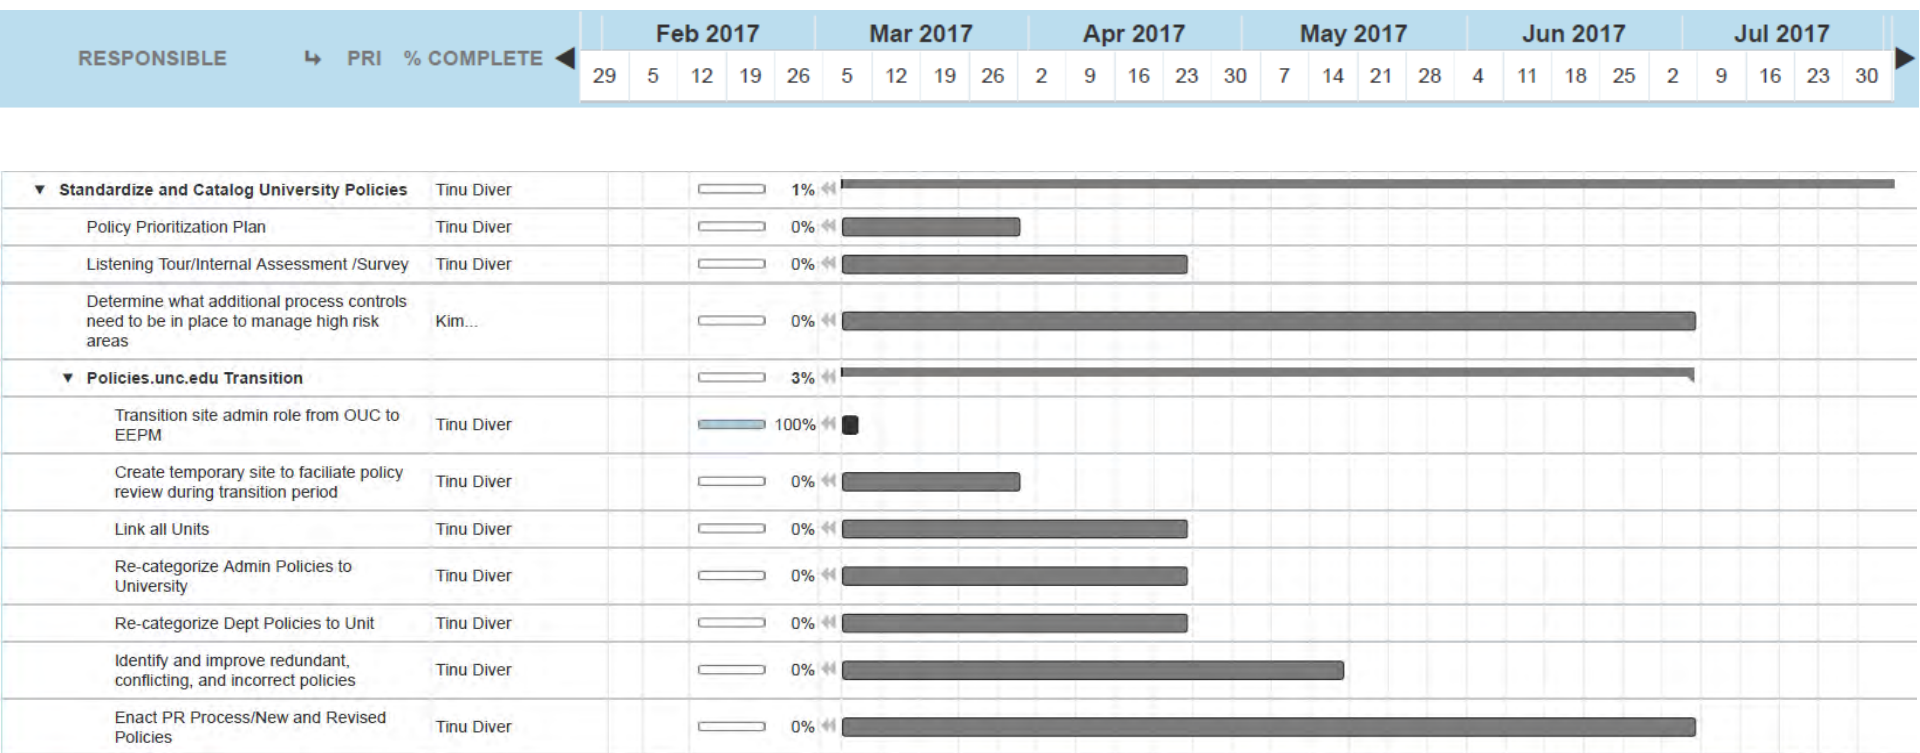 Feb 2017 Mar 2017 Apr 2017 May 2017 Jun 2017 Jul 2017
RESPONSIBLE PRI % COMPLETE
29 5 12 19 26 5 12 19 26 2 9 16 23 30 7 14 21 28 4 11 18 25 2 9 16 23 30
Standardize and Catalog University Policies Tinu Diver 1%
Policy Prioritization Plan Tinu Diver 0%
Listening Tour/Internal Assessment /Survey Tinu Diver 0%
Determine what additional process controls
need to be in place to manage high risk Kim... 0%
areas
Policies.unc.edu Transition 3%
Transition site admin role from OUC to
EEPM Tinu Diver 100%
Create temporary site to faciliate policy
review during transition period Tinu Diver 0%
Link all Units Tinu Diver 0%
Re-categorize Admin Policies to
University Tinu Diver 0%
Re-categorize Dept Policies to Unit Tinu Diver 0%
Identify and improve redundant,
conflicting, and incorrect policies Tinu Diver 0%
Enact PR Process/New and Revised
Policies Tinu Diver 0%